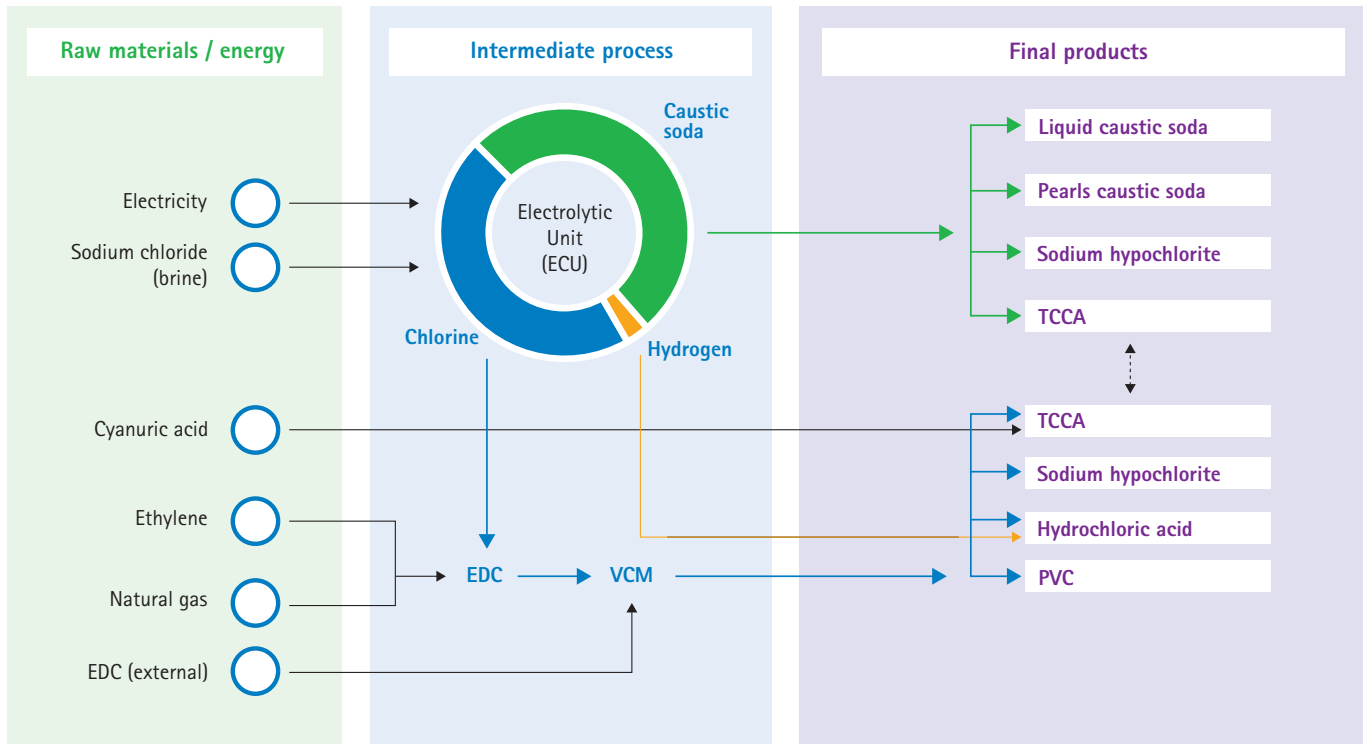 Raw materials / energy
Intermediate process
Final products
Electricity
Sodium chloride
(brine)
Cyanuric acid
Ethylene
Natural gas
EDC (external)
Caustic
soda
Electrolytic
Unit
(ECU)
Chlorine
Hydrogen
EDC
VCM
Liquid caustic soda
Pearls caustic soda
Sodium hypochlorite
TCCA
TCCA
Sodium hypochlorite
Hydrochloric acid
PVC